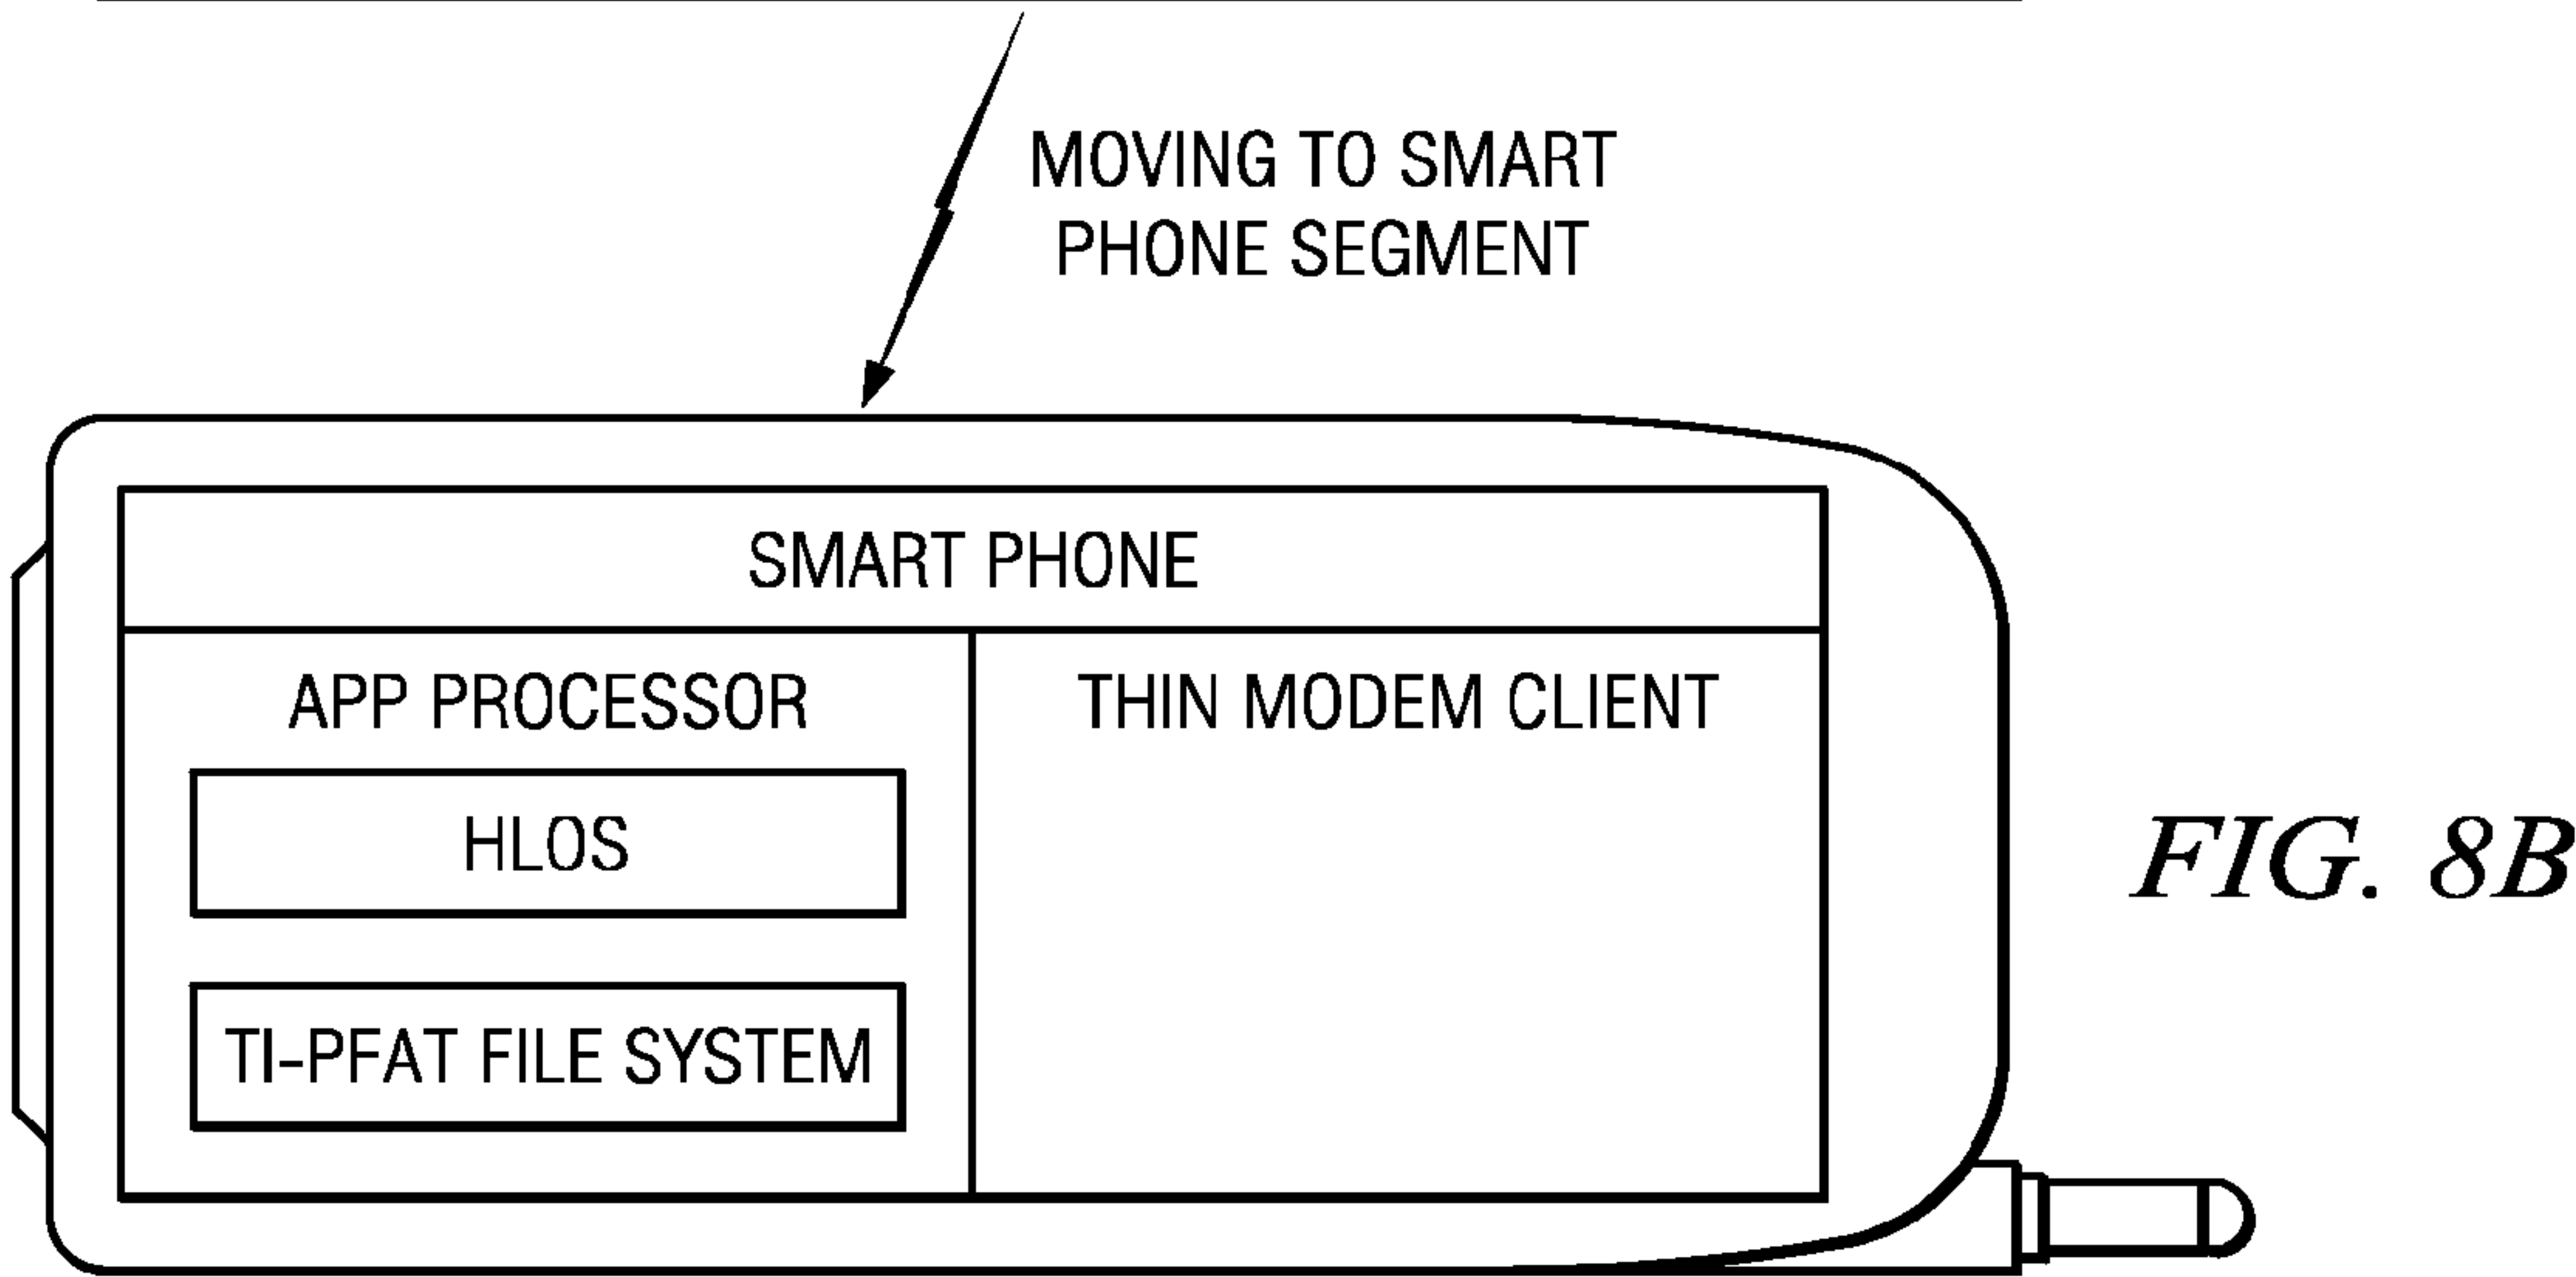 MOVING TO SMART
PHONE SEGMENT
SMART PHONE
APP PROCESSOR
THIN MODEM CLIENT
HLOS
TI-PFAT FILE SYSTEM
FIG. 8B